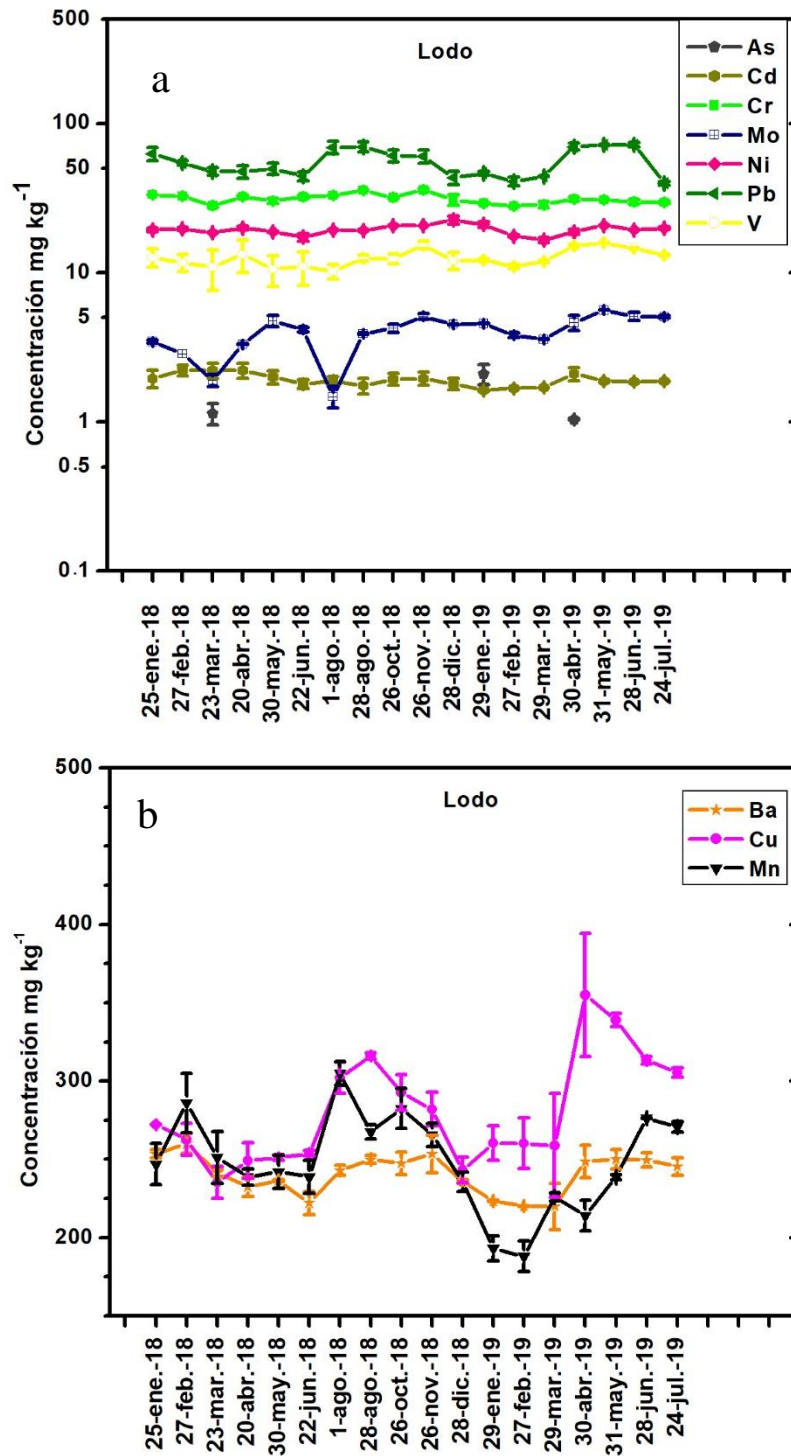 a
Lodo
As
Cd
Cr
Mo
Ni
Pb
V
500
100
50
10
5
1
0.5
0.1
Concentración mg kg⁻¹
25-ene.-18
27-feb.-18
23-mar.-18
20-abr.-18
30-may.-18
22-jun.-18
1-ago.-18
28-ago.-18
26-oct.-18
26-nov.-18
28-dic.-18
29-ene.-19
27-feb.-19
29-mar.-19
30-abr.-19
31-may.-19
28-jun.-19
24-jul.-19
b
Lodo
Ba
Cu
Mn
500
400
300
200
Concentración mg kg⁻¹
25-ene.-18
27-feb.-18
23-mar.-18
20-abr.-18
30-may.-18
22-jun.-18
1-ago.-18
28-ago.-18
26-oct.-18
26-nov.-18
28-dic.-18
29-ene.-19
27-feb.-19
29-mar.-19
30-abr.-19
31-may.-19
28-jun.-19
24-jul.-19